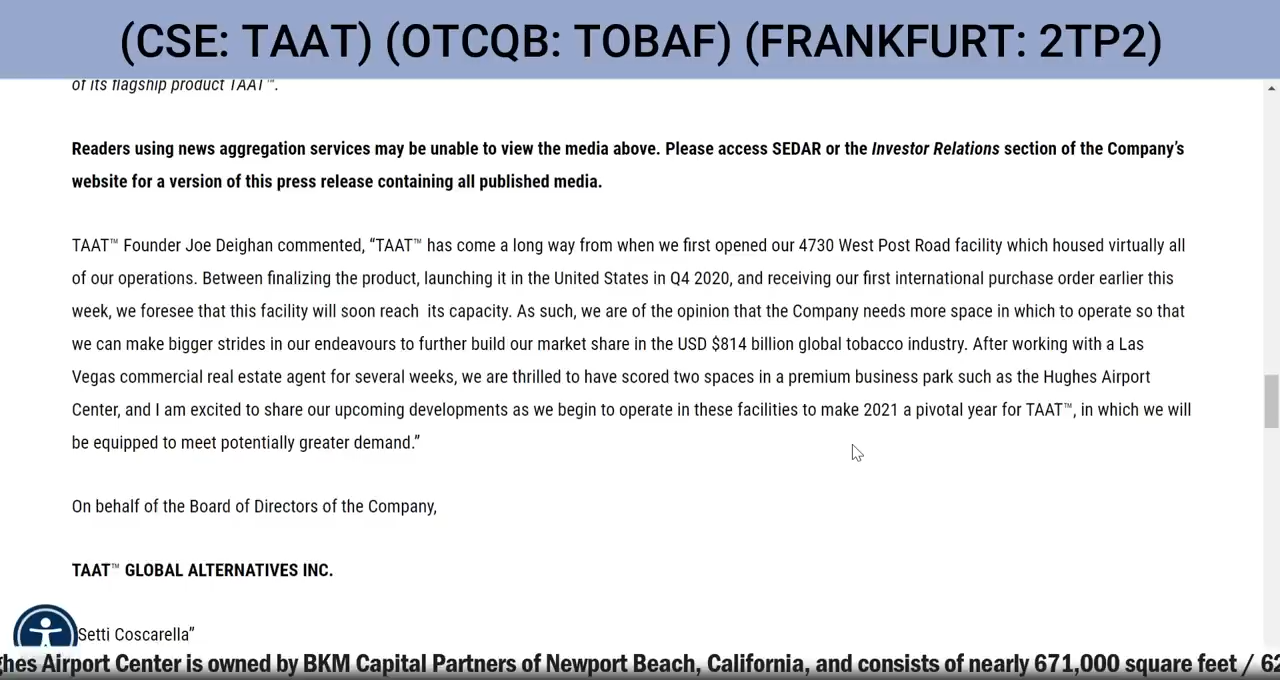 (CSE: TAAT) (OTCQB: TOBAF) (FRANKFURT: 2TP2)
of its flagship product TAAT™.
Readers using news aggregation services may be unable to view the media above. Please access SEDAR or the Investor Relations section of the Company’s
website for a version of this press release containing all published media.
TAAT™ Founder Joe Deighan commented, “TAAT™ has come a long way from when we first opened our 4730 West Post Road facility which housed virtually all
of our operations. Between finalizing the product, launching it in the United States in Q4 2020, and receiving our first international purchase order earlier this
week, we foresee that this facility will soon reach  its capacity. As such, we are of the opinion that the Company needs more space in which to operate so that
we can make bigger strides in our endeavours to further build our market share in the USD $814 billion global tobacco industry. After working with a Las
Vegas commercial real estate agent for several weeks, we are thrilled to have scored two spaces in a premium business park such as the Hughes Airport
Center, and I am excited to share our upcoming developments as we begin to operate in these facilities to make 2021 a pivotal year for TAAT™, in which we will
be equipped to meet potentially greater demand.”
On behalf of the Board of Directors of the Company,
TAAT™ GLOBAL ALTERNATIVES INC.
Setti Coscarella”
ghes Airport Center is owned by BKM Capital Partners of Newport Beach, California, and consists of nearly 671,000 square feet / 62